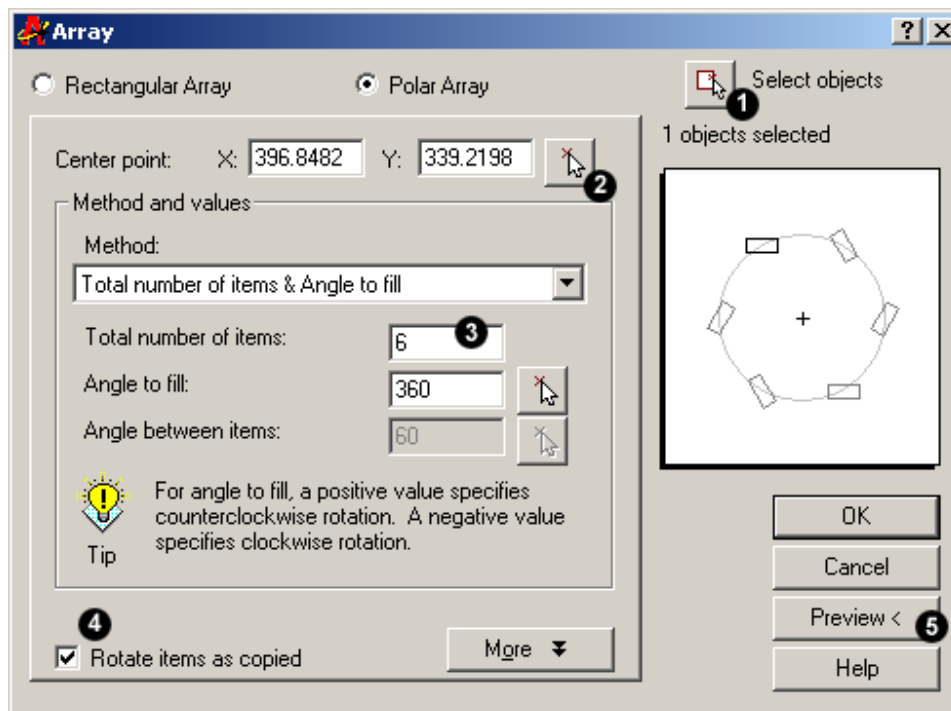 Array
Rectangular Array
Polar Array
Select objects
1
1 objects selected
Center point: X: 396.8482 Y: 339.2198
2
Method and values
Method:
Total number of items & Angle to fill
Total number of items: 6
3
Angle to fill: 360
Angle between items: 60
For angle to fill, a positive value specifies
counterclockwise rotation. A negative value
specifies clockwise rotation.
Tip
4
Rotate items as copied
More
OK
Cancel
Preview <
5
Help